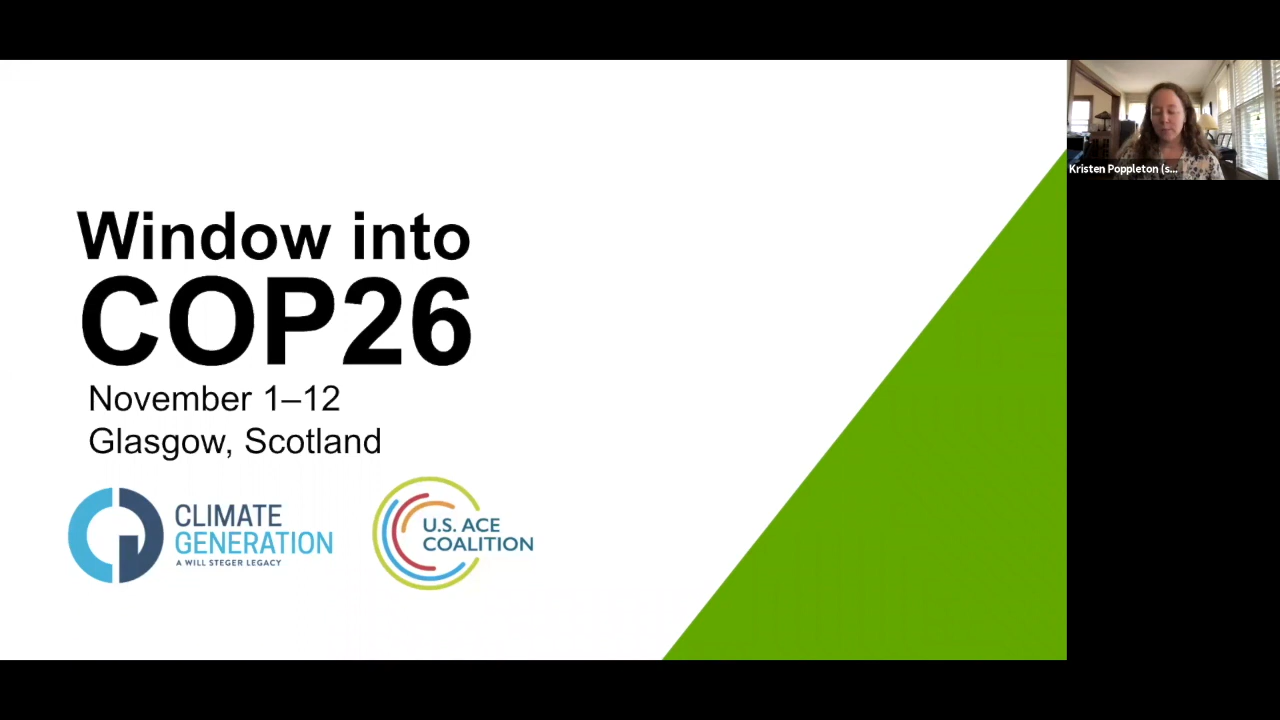 Window into
COP26
November 1–12
Glasgow, Scotland
CLIMATE
GENERATION
A WILL STEGER LEGACY
U.S. ACE
COALITION
Kristen Poppleton (s...